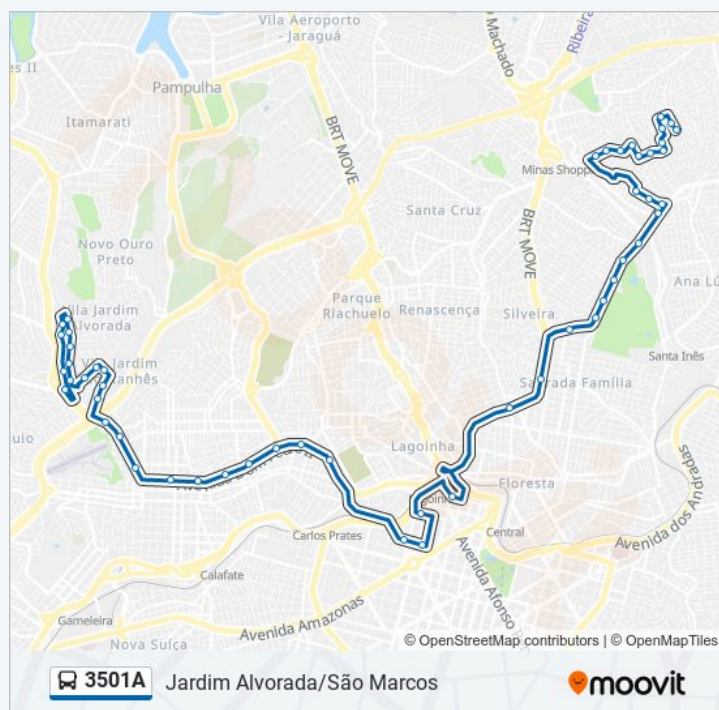 Vila Aeroporto
- Jaraguá
Machado
Ribeira
es II
Pampulha
Itamarati
BRT MOVE
Minas Shopp
Santa Cruz
BRT MOVE
Novo Ouro
Preto
Ana Lú
Parque
Riachuelo
Renascença
Silveira
Vila Jardim
Alvorada
Santa Inês
Sagrada Família
Lagoinha
Floresta
Carlos Prates
Central
Avenida dos Andradas
Calafate
Avenida Afonso
Gameleira
Avenida Amazonas
Nova Suíça
© OpenStreetMap contributors | © OpenMapTiles
3501A Jardim Alvorada/São Marcos moovit